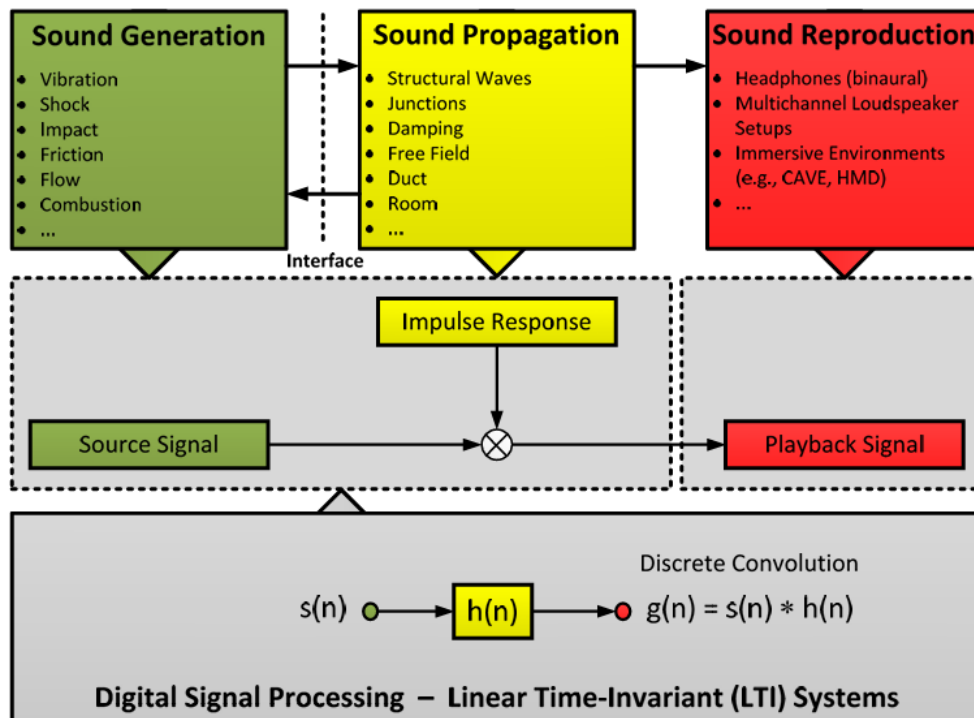 Sound Generation
• Vibration
• Shock
• Impact
• Friction
• Flow
• Combustion
• ...
Interface
Sound Propagation
• Structural Waves
• Junctions
• Damping
• Free Field
• Duct
• Room
• ...
Sound Reproduction
• Headphones (binaural)
• Multichannel Loudspeaker
Setups
• Immersive Environments
(e.g., CAVE, HMD)
• ...
Impulse Response
Source Signal
Playback Signal
Discrete Convolution
s(n)
h(n)
g(n) = s(n) * h(n)
Digital Signal Processing – Linear Time-Invariant (LTI) Systems